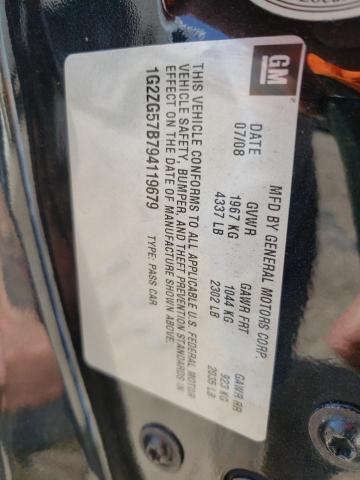 GM
MFD BY GENERAL MOTORS CORP.
DATE GVWR GAWR FRT GAWR RR
07/08 1967 KG 1044 KG 923 KG
4337 LB 2302 LB 2035 LB
THIS VEHICLE CONFORMS TO ALL APPLICABLE U.S. FEDERAL MOTOR
VEHICLE SAFETY, BUMPER, AND THEFT PREVENTION STANDARDS IN
EFFECT ON THE DATE OF MANUFACTURE SHOWN ABOVE.
1G2ZG57B794119679 TYPE: PASS CAR